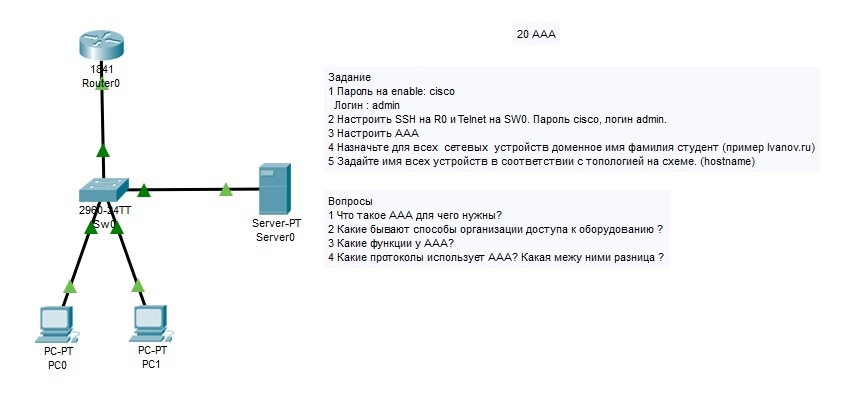 20 AAA
1841
Router0
2960-24TT
Sw0
Server-PT
Server0
PC-PT
PC0
PC-PT
PC1
Задание
1 Пароль на enable: cisco
Логин : admin
2 Настроить SSH на R0 и Telnet на SW0. Пароль cisco, логин admin.
3 Настроить AAA
4 Назначьте для всех сетевых устройств доменное имя фамилия студент (пример Ivanov.ru)
5 Задайте имя всех устройств в соответствии с топологией на схеме. (hostname)
Вопросы
1 Что такое AAA для чего нужны?
2 Какие бывают способы организации доступа к оборудованию ?
3 Какие функции у AAA?
4 Какие протоколы использует AAA? Какая межу ними разница ?